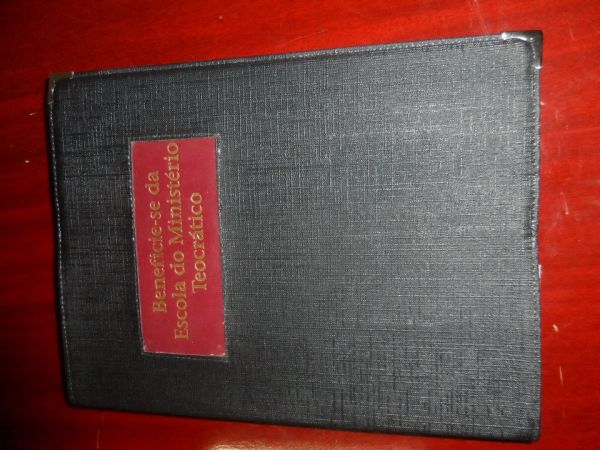 Beneficie-se da
Escola do Ministério
Teocrático